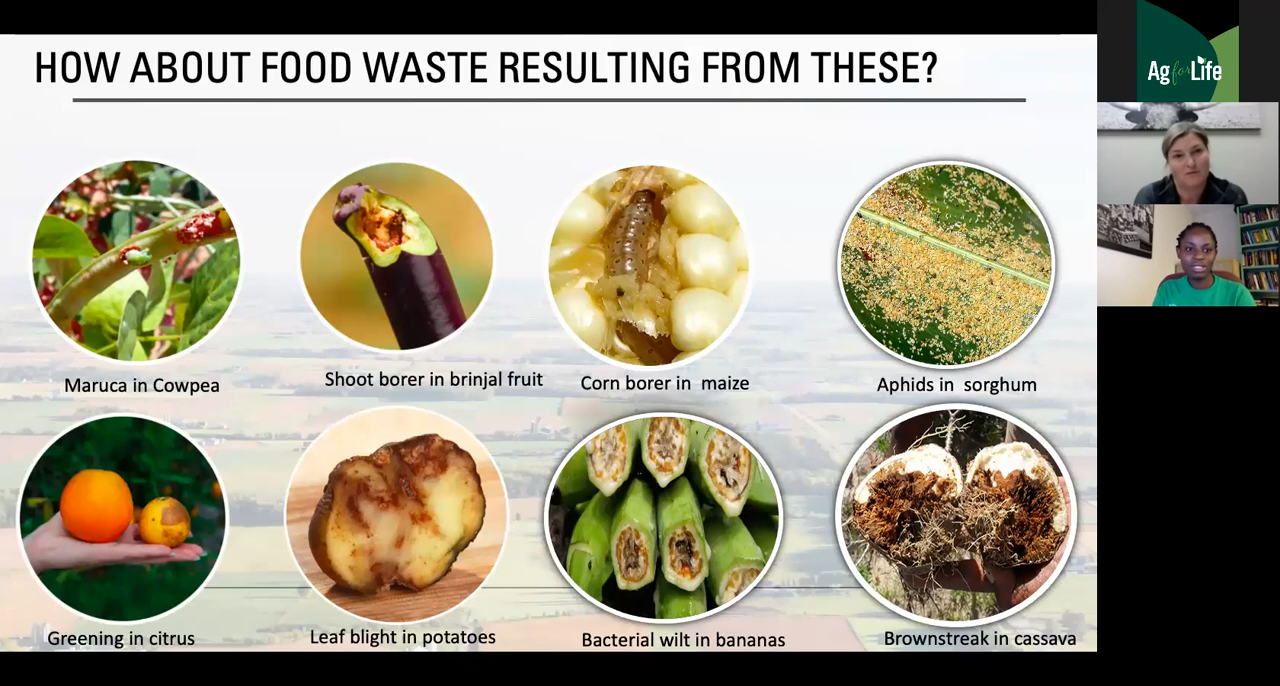 HOW ABOUT FOOD WASTE RESULTING FROM THESE?
Ag for Life
Maruca in Cowpea
Shoot borer in brinjal fruit
Corn borer in maize
Aphids in sorghum
Greening in citrus
Leaf blight in potatoes
Bacterial wilt in bananas
Brownstreak in cassava